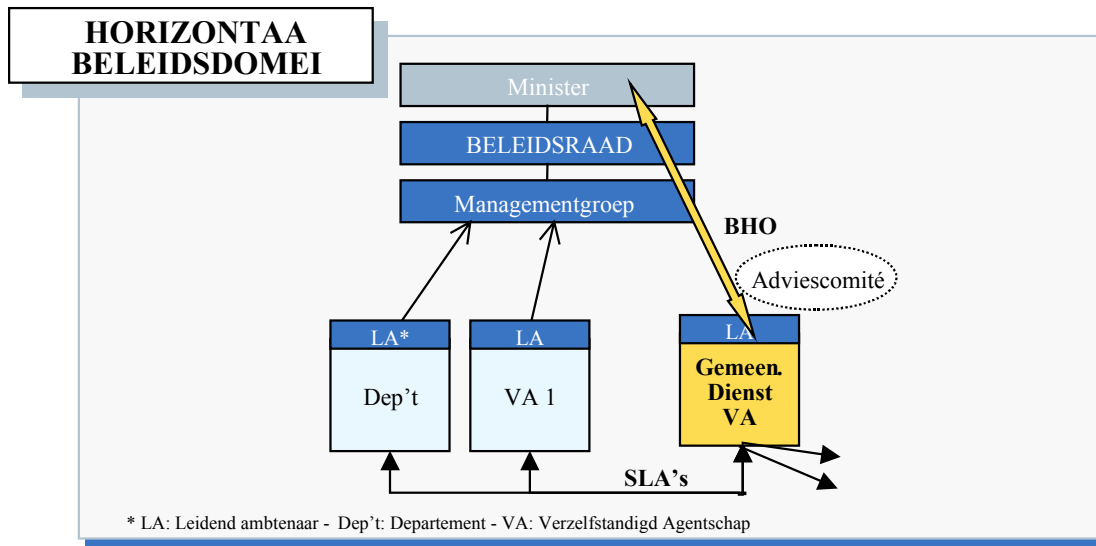 HORIZONTAA
BELEIDSDOMEI
Minister
BELEIDSRAAD
Managementgroep
BHO
Adviescomité
LA*
Dep’t
LA
VA 1
LA
Gemeen.
Dienst
VA
SLA’s
* LA: Leidend ambtenaar - Dep’t: Departement - VA: Verzelfstandigd Agentschap